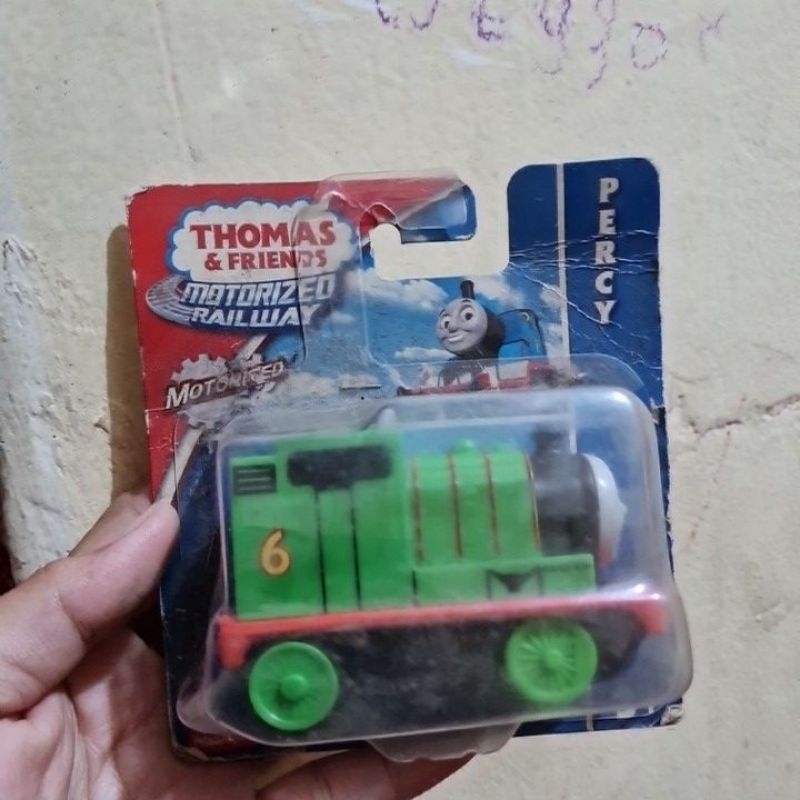 THOMAS
& FRIENDS
MOTORIZED
RAILWAY
MOTORIZED
PERCY
6